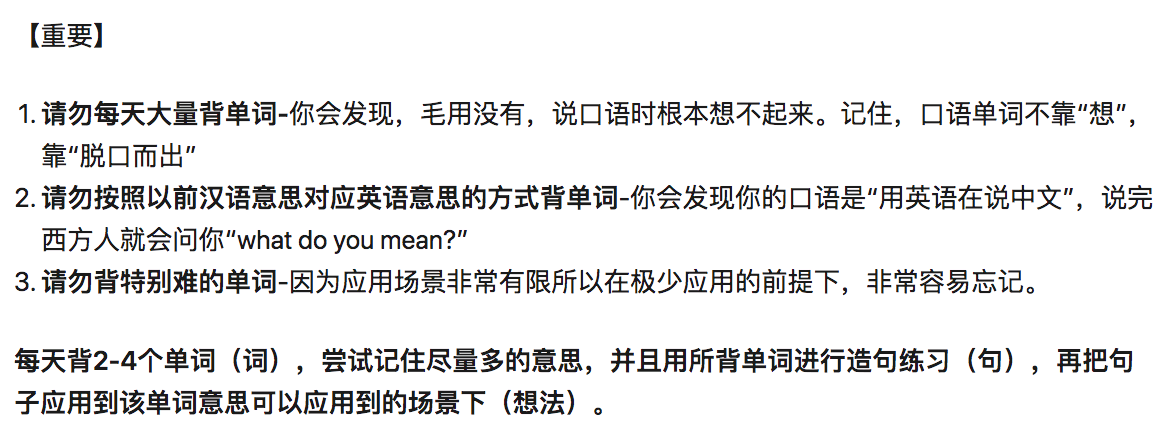 【重要】
1. 请勿每天大量背单词-你会发现，毛用没有，说口语时根本想不起来。记住，口语单词不靠“想”，
靠“脱口而出”
2. 请勿按照以前汉语意思对应英语意思的方式背单词-你会发现你的口语是“用英语在说中文”，说完
西方人就会问你“what do you mean?”
3. 请勿背特别难的单词-因为应用场景非常有限所以在极少应用的前提下，非常容易忘记。
每天背2-4个单词（词），尝试记住尽量多的意思，并且用所背单词进行造句练习（句），再把句
子应用到该单词意思可以应用到的场景下（想法）。